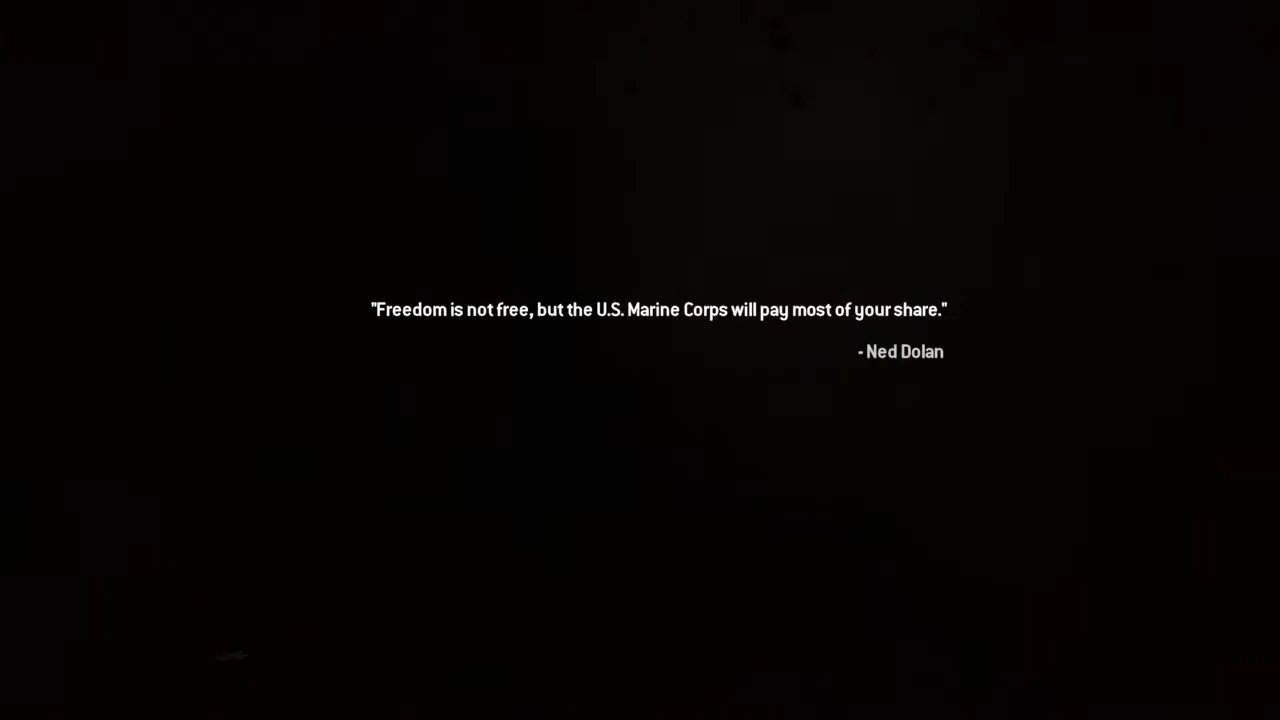 "Freedom is not free, but the U.S. Marine Corps will pay most of your share."
- Ned Dolan